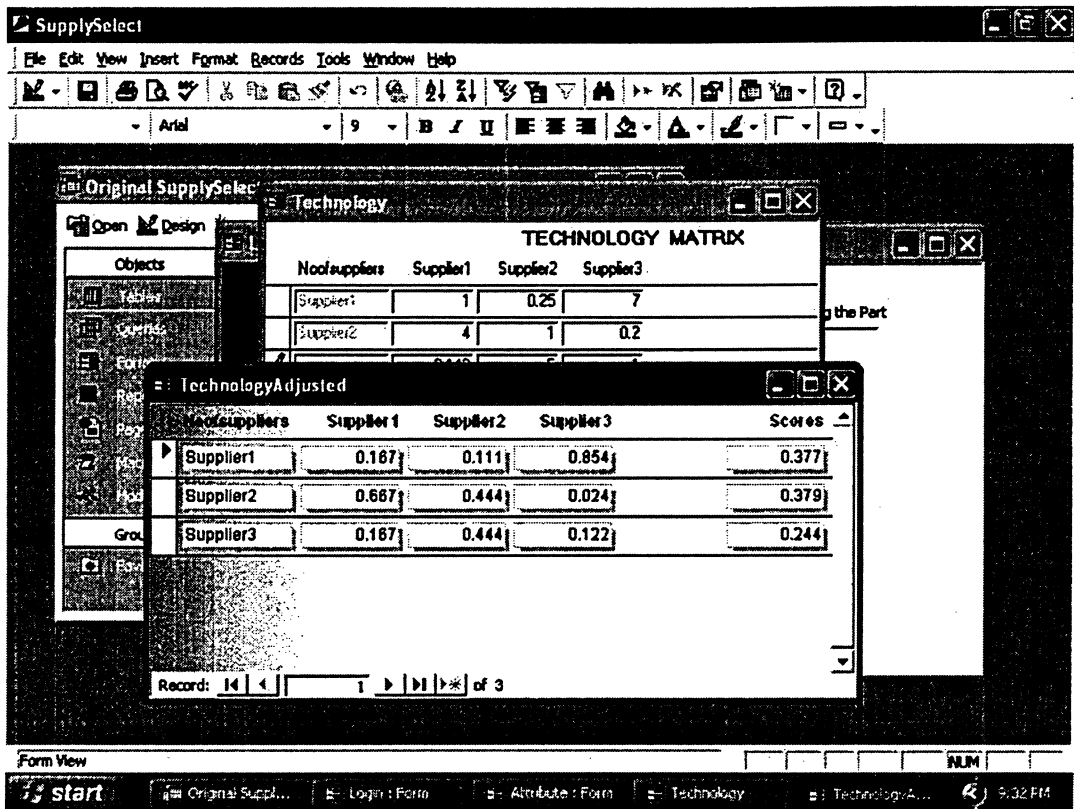 SupplySelect
File Edit View Insert Format Records Tools Window Help
Arial 9 B I U
Original SupplySelec
Open Design
Objects
Tables
Queries
Grou
Technology
TECHNOLOGY MATRIX
Noofsuppliers Supplier1 Supplier2 Supplier3
Supplier1 1 0.25 7
Supplier2 4 1 0.2
g the Part
TechnologyAdjusted
Noofsuppliers Supplier1 Supplier2 Supplier3 Scores
Supplier1 0.167 0.111 0.854 0.377
Supplier2 0.667 0.444 0.024 0.379
Supplier3 0.167 0.444 0.122 0.244
Record: 1 of 3
Form View NUM
start Original Suppl... Login : Form Attribute : Form Technology TechnologyA... 9:32 PM